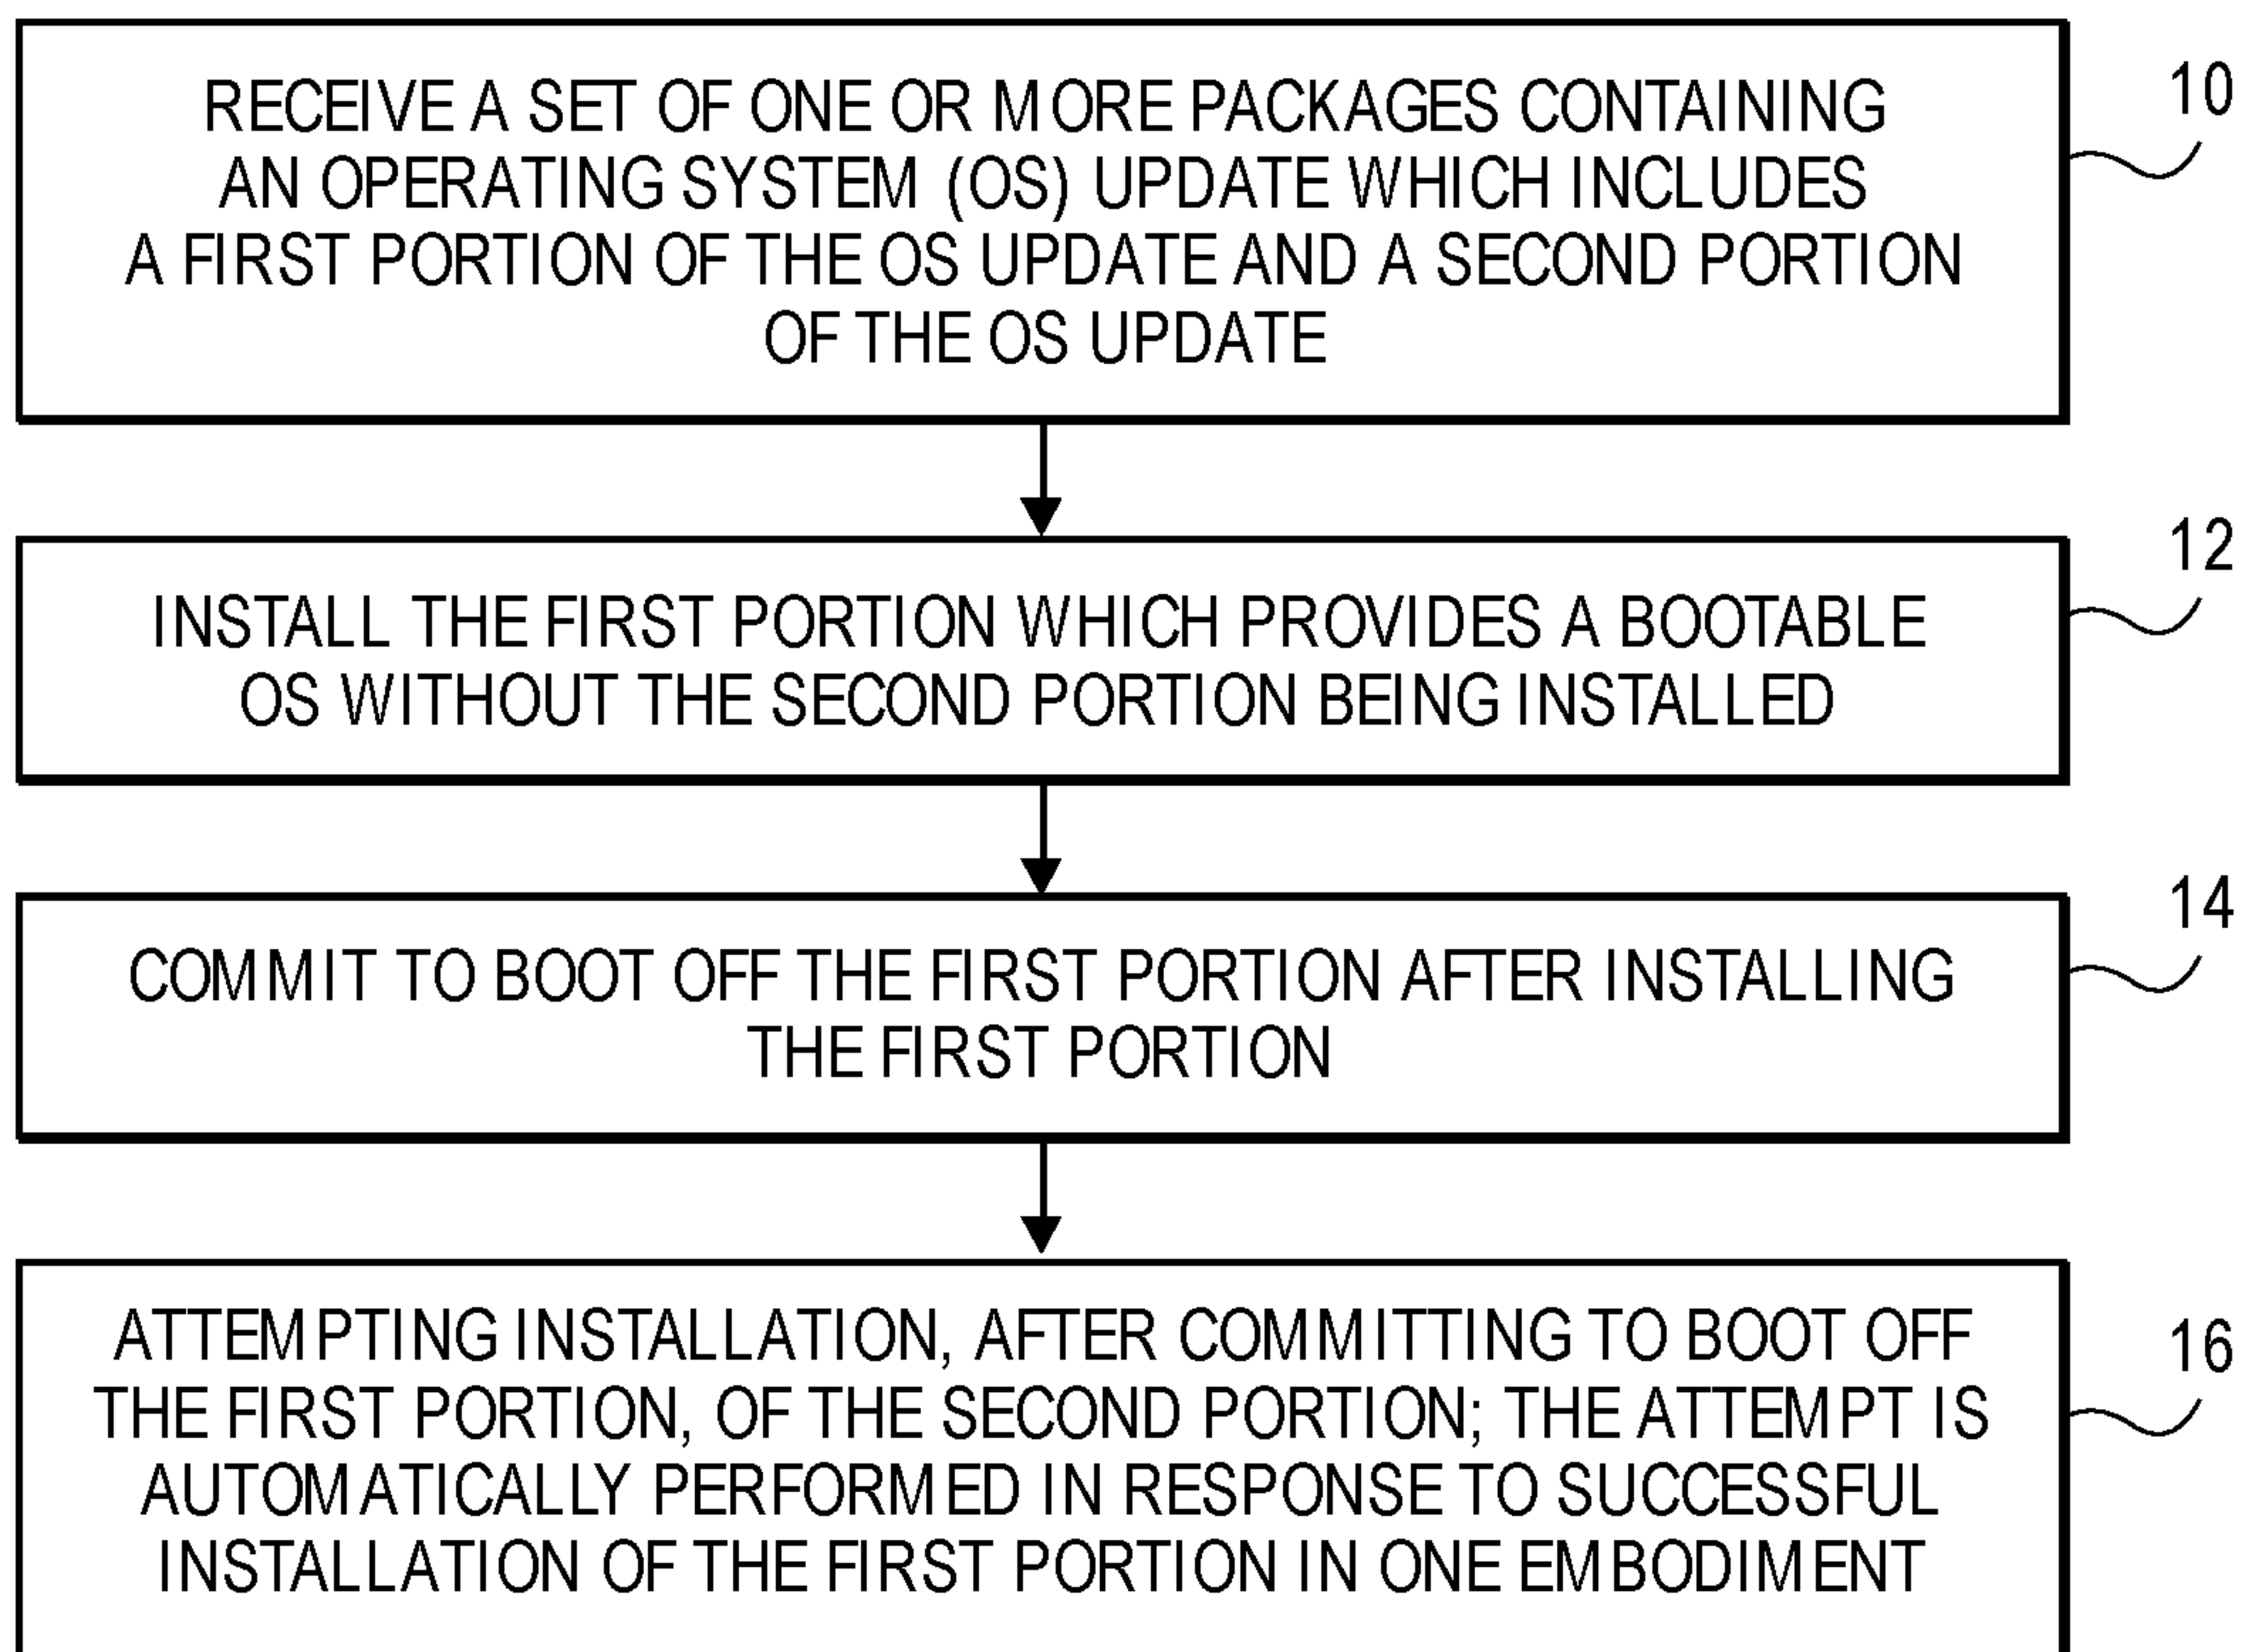 RECEIVE A SET OF ONE OR MORE PACKAGES CONTAINING
AN OPERATING SYSTEM (OS) UPDATE WHICH INCLUDES
A FIRST PORTION OF THE OS UPDATE AND A SECOND PORTION
OF THE OS UPDATE
10
INSTALL THE FIRST PORTION WHICH PROVIDES A BOOTABLE
OS WITHOUT THE SECOND PORTION BEING INSTALLED
12
COMMIT TO BOOT OFF THE FIRST PORTION AFTER INSTALLING
THE FIRST PORTION
14
ATTEMPTING INSTALLATION, AFTER COMMITTING TO BOOT OFF
THE FIRST PORTION, OF THE SECOND PORTION; THE ATTEMPT IS
AUTOMATICALLY PERFORMED IN RESPONSE TO SUCCESSFUL
INSTALLATION OF THE FIRST PORTION IN ONE EMBODIMENT
16